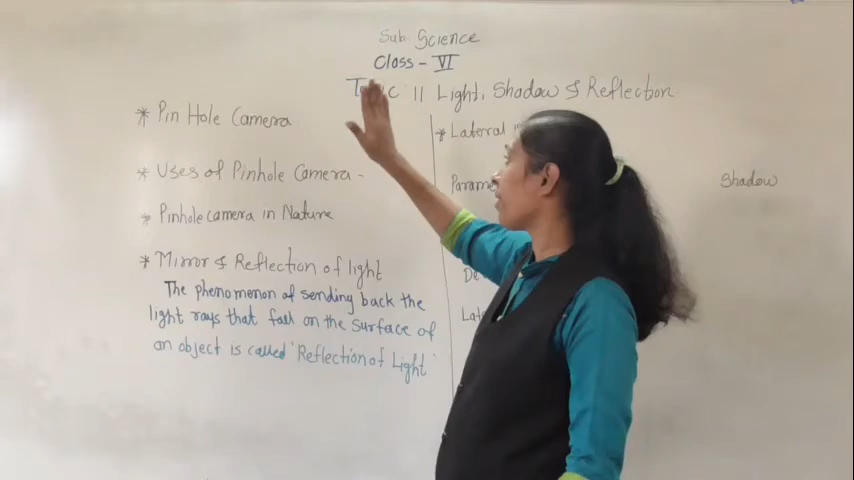 Sub: Science
Class - VI
11 Light, Shadow & Reflection
* Pin Hole Camera
* Uses of Pinhole Camera -
* Pinhole camera in Nature
* Mirror & Reflection of light
The phenomenon of sending back the
light rays that fall on the surface of
an object is called 'Reflection of Light'
* Lateral
Shadow